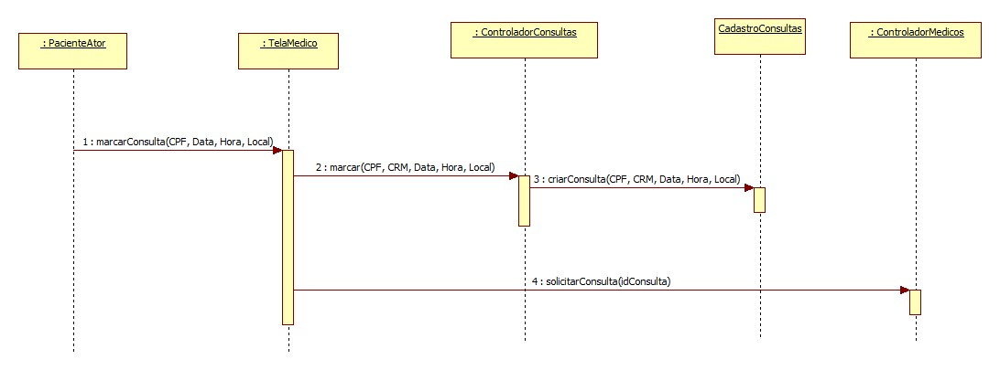 : PacienteAtor
: TelaMedico
: ControladorConsultas
CadastroConsultas
: ControladorMedicos
1 : marcarConsulta(CPF, Data, Hora, Local)
2 : marcar(CPF, CRM, Data, Hora, Local)
3 : criarConsulta(CPF, CRM, Data, Hora, Local)
4 : solicitarConsulta(idConsulta)